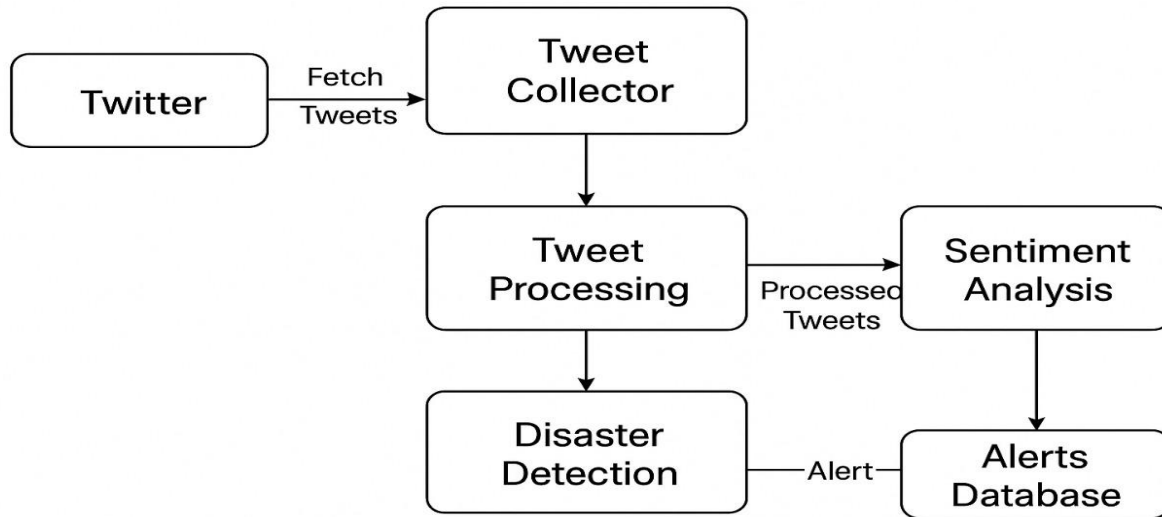 Twitter
Fetch
Tweets
Tweet
Collector
Tweet
Processing
Processed
Tweets
Sentiment
Analysis
Disaster
Detection
Alert
Alerts
Database